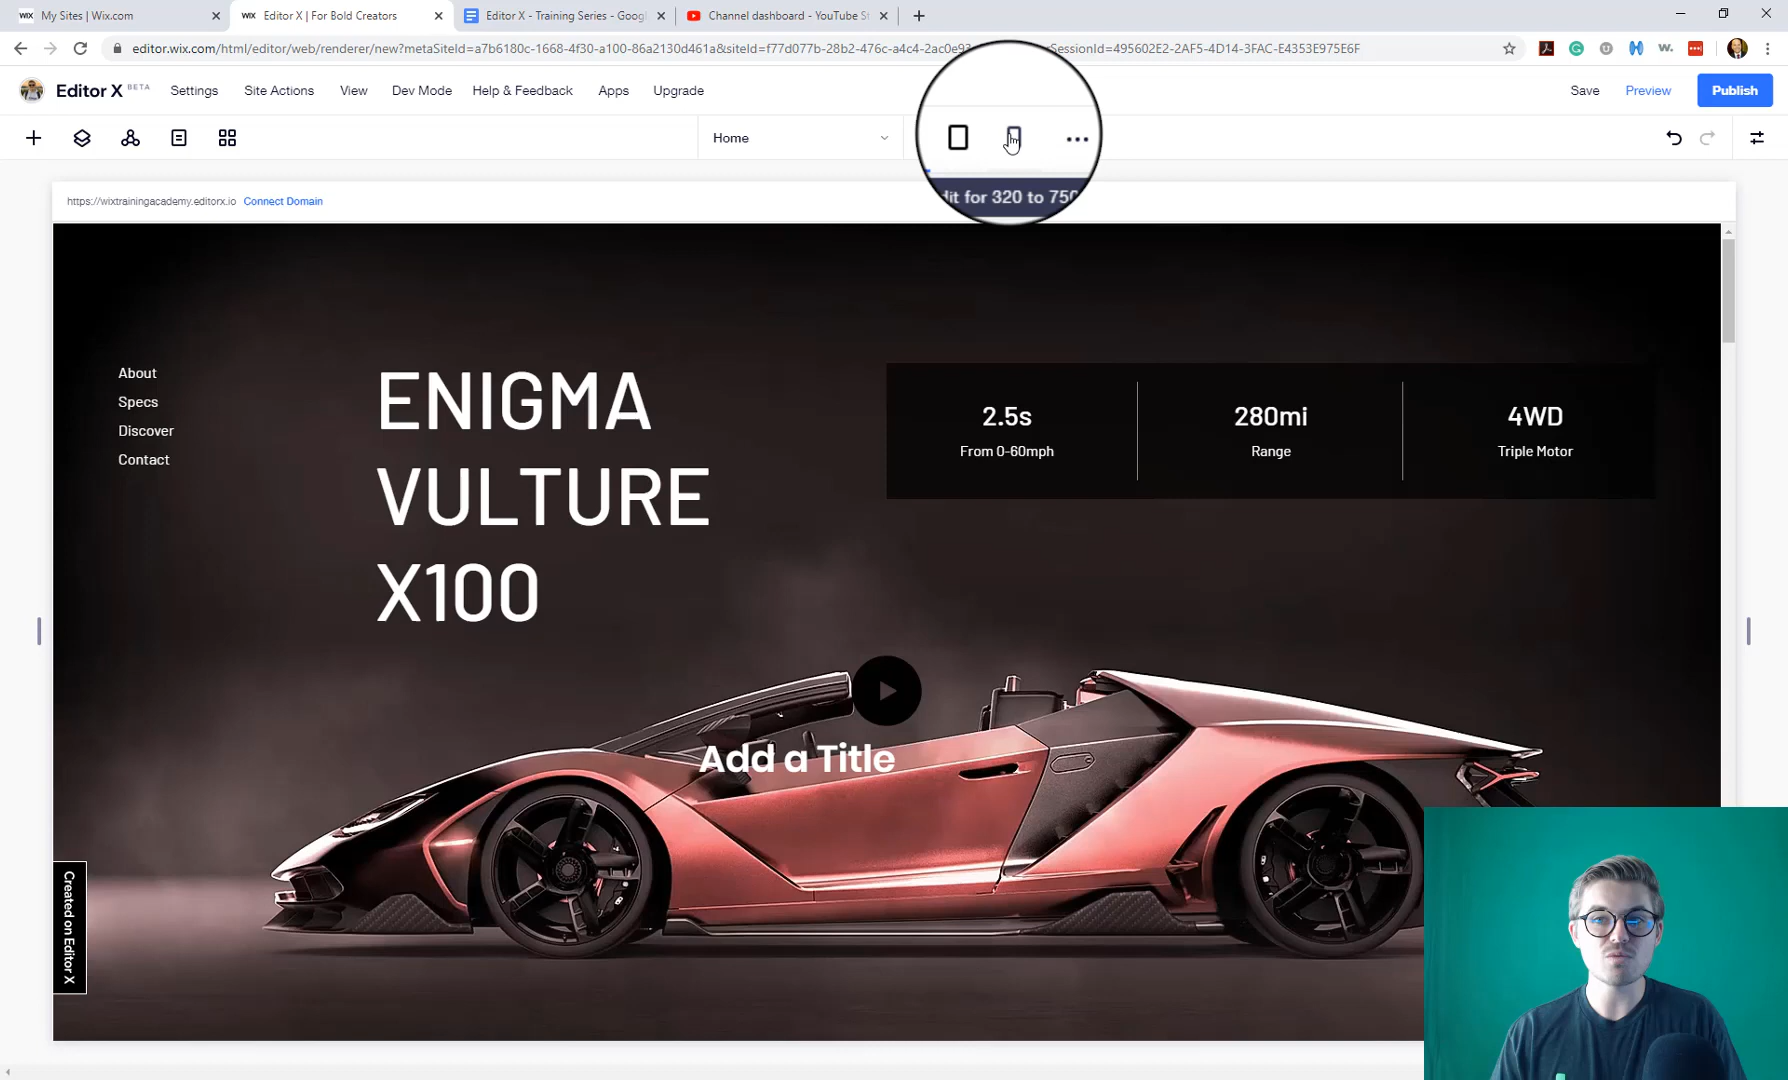 WIX My Sites | Wix.com
WIX Editor X | For Bold Creators
Editor X - Training Series - Goog
Channel dashboard - YouTube St
editor.wix.com/html/editor/web/renderer/new?metaSiteId=a7b6180c-1668-4f30-a100-86a2130d461a&siteId=f77d077b-28b2-476c-a4c4-2ac0e9
SessionId=495602E2-2AF5-4D14-3FAC-E4353E975E6F
Editor X BETA
Settings
Site Actions
View
Dev Mode
Help & Feedback
Apps
Upgrade
Save
Preview
Publish
Home
dit for 320 to 750
https://wixtrainingacademy.editorx.io Connect Domain
About
Specs
Discover
Contact
ENIGMA
VULTURE
X100
2.5s
From 0-60mph
280mi
Range
4WD
Triple Motor
Add a Title
Created on Editor X